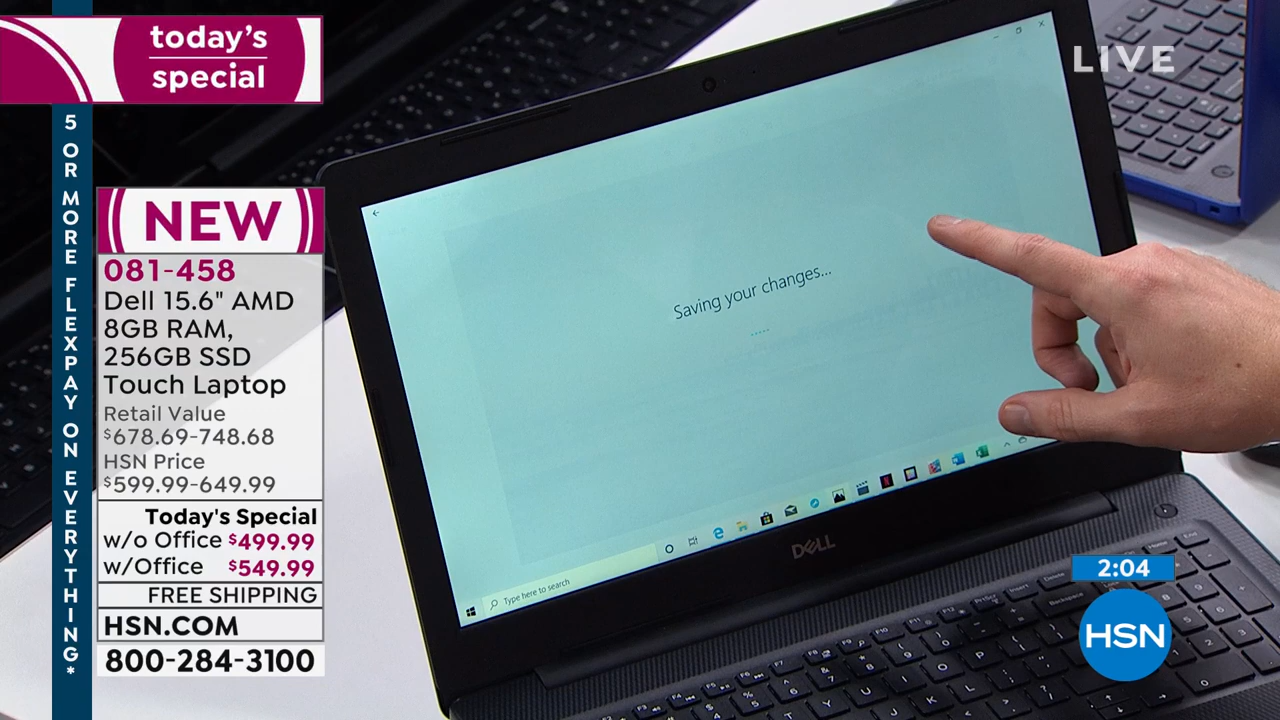 today's
special
LIVE
5 OR MORE FLEXPAY ON EVERYTHING*
NEW
081-458
Dell 15.6" AMD
8GB RAM,
256GB SSD
Touch Laptop
Retail Value
$678.69-748.68
HSN Price
$599.99-649.99
Today's Special
w/o Office $499.99
w/Office $549.99
FREE SHIPPING
HSN.COM
800-284-3100
Saving your changes...
Type here to search
DELL
2:04
HSN